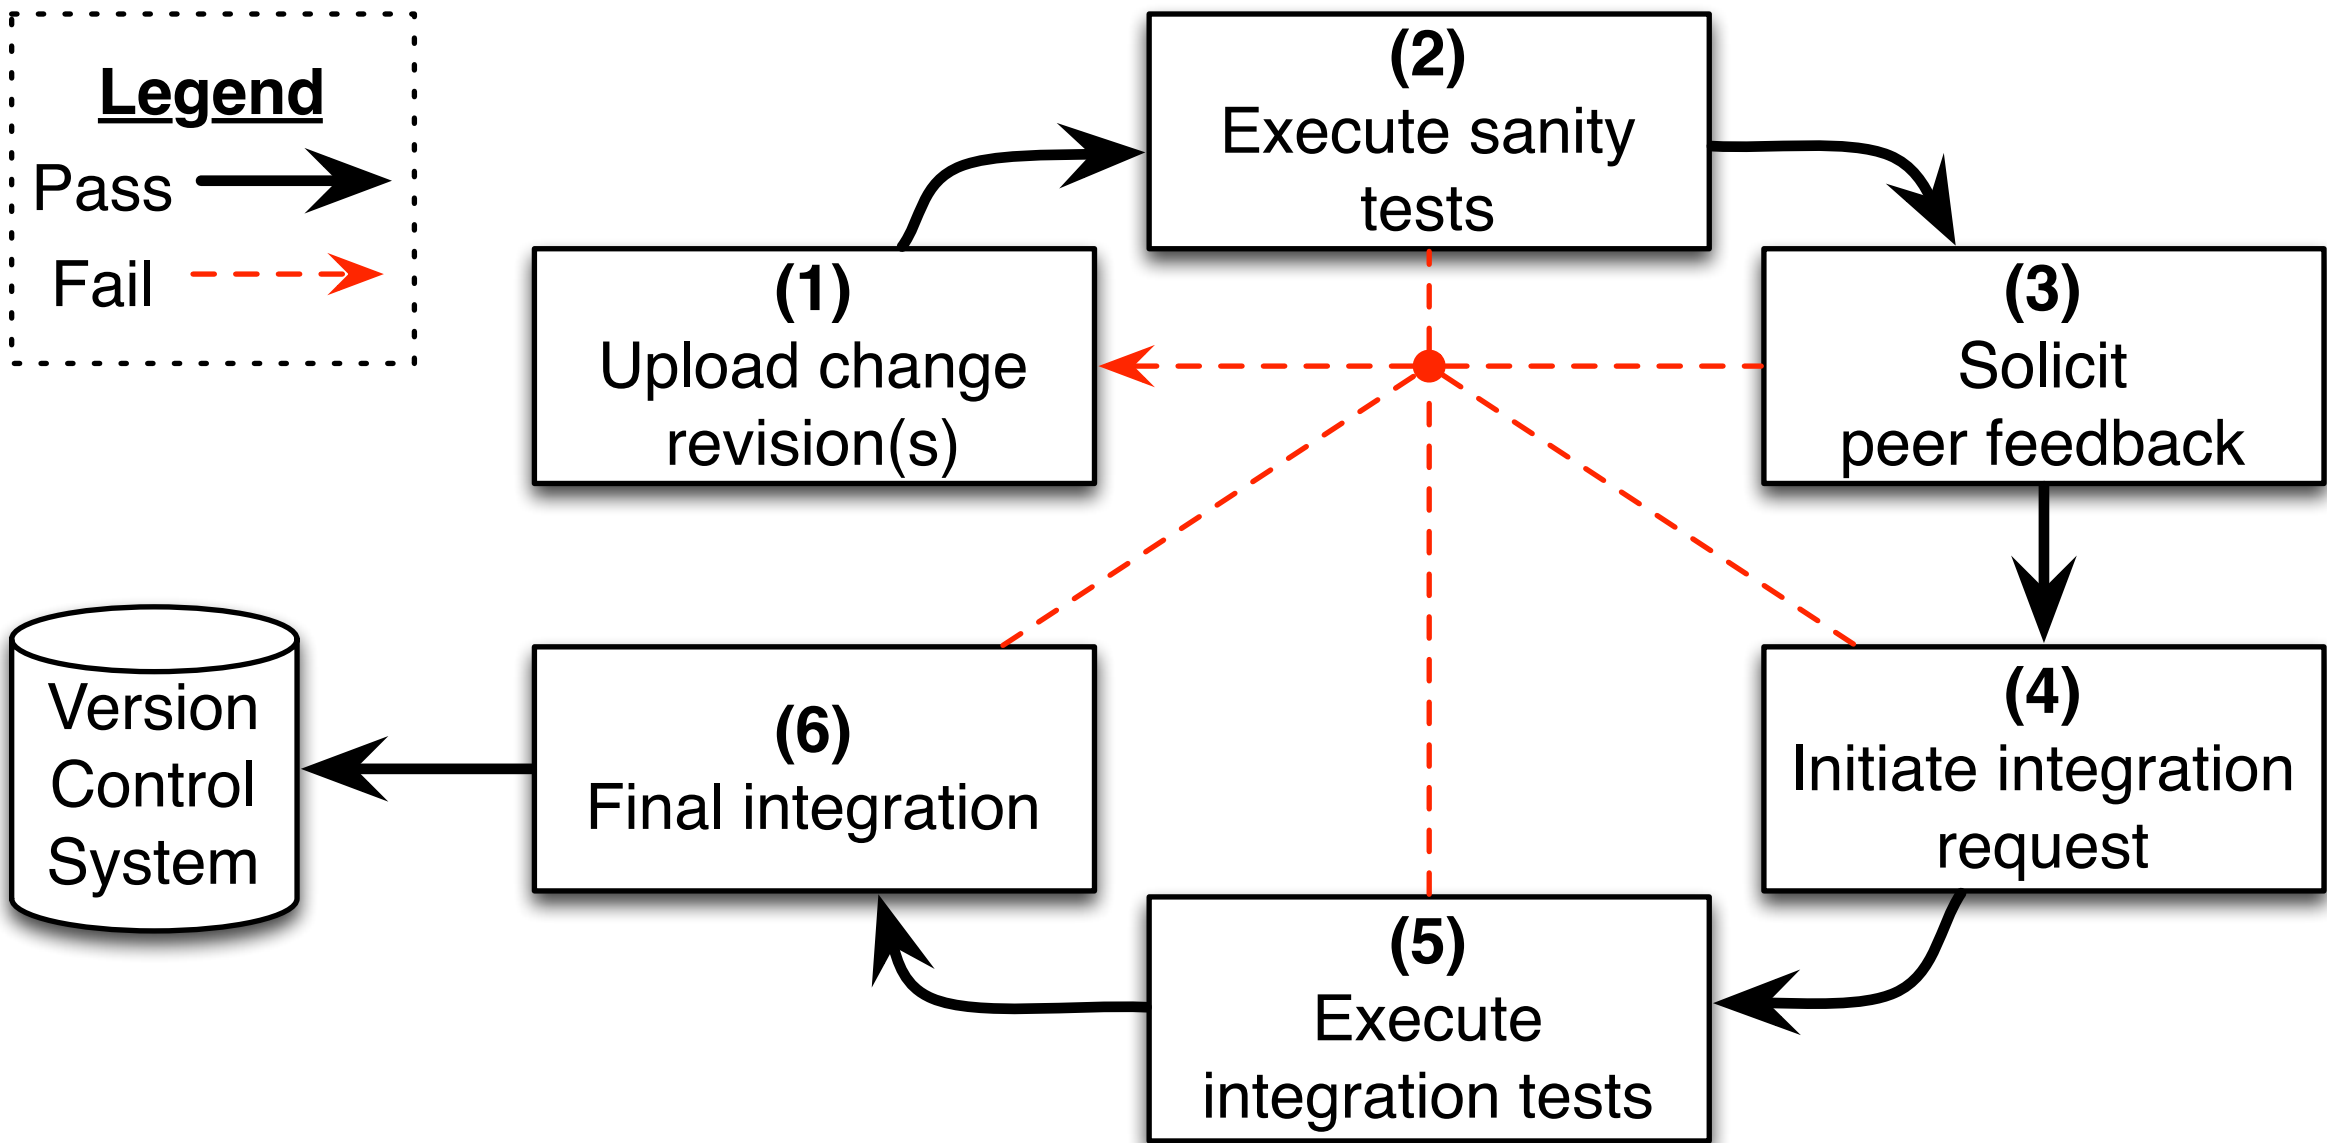 Legend
Pass
Fail
(1)
Upload change
revision(s)
(2)
Execute sanity
tests
(3)
Solicit
peer feedback
(4)
Initiate integration
request
(5)
Execute
integration tests
(6)
Final integration
Version
Control
System